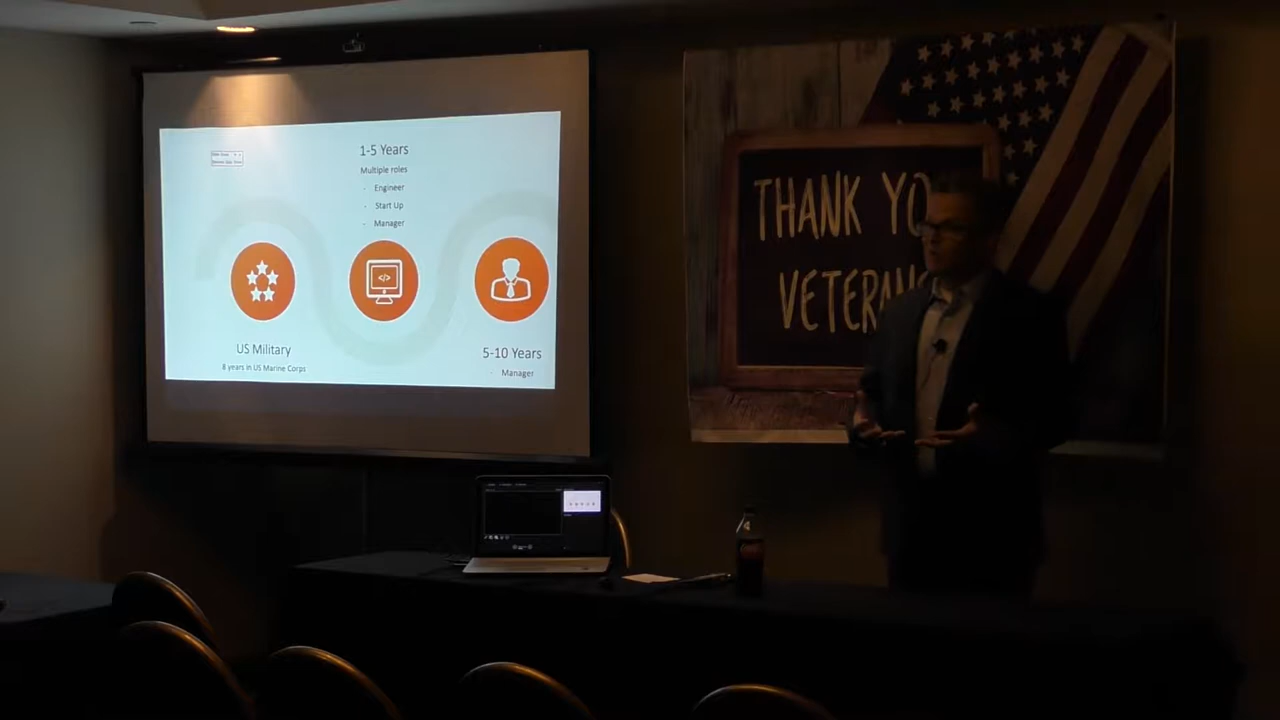 1-5 Years
Multiple roles
- Engineer
- Start Up
- Manager
</>
US Military
8 years in US Marine Corps
5-10 Years
- Manager
THANK YO
VETERANS